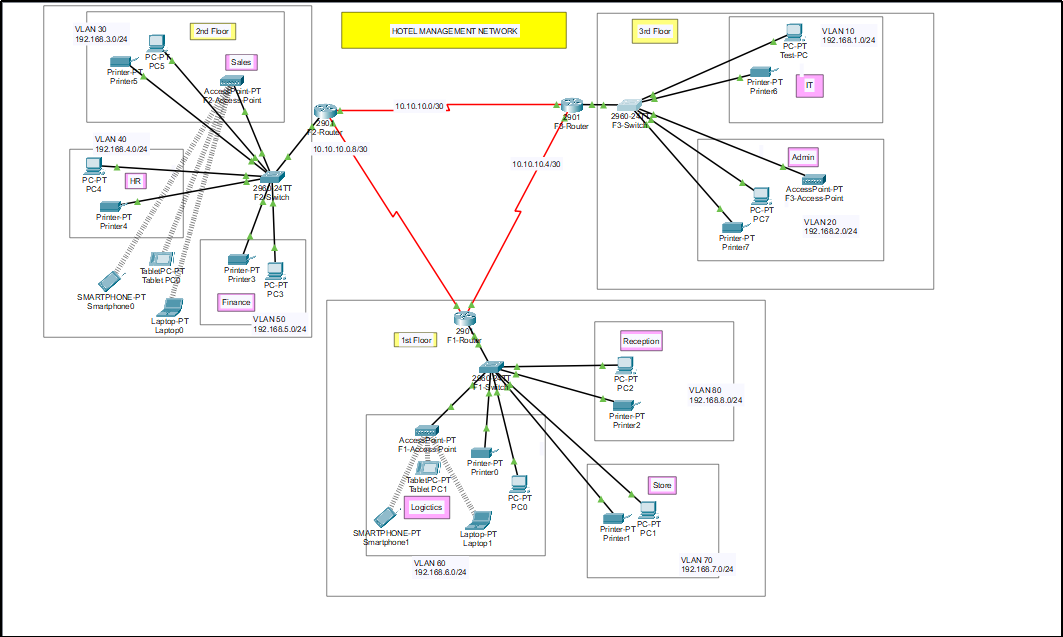 HOTEL MANAGEMENT NETWORK
VLAN 30
192.168.3.0/24
2nd Floor
PC-PT
PC5
Printer-PT
Printer5
Sales
AccessPoint-PT
F2-Access-Point
VLAN 40
192.168.4.0/24
PC-PT
PC4
HR
Printer-PT
Printer4
2901
F2-Router
2960-24TT
F2-Switch
TabletPC-PT
Tablet PC0
SMARTPHONE-PT
Smartphone0
Laptop-PT
Laptop0
Printer-PT
Printer3
PC-PT
PC3
Finance
VLAN 50
192.168.5.0/24
10.10.10.0/30
10.10.10.0.8/30
10.10.10.4/30
3rd Floor
2901
F3-Router
2960-24TT
F3-Switch
PC-PT
Test-PC
VLAN 10
192.168.1.0/24
Printer-PT
Printer6
IT
Admin
AccessPoint-PT
F3-Access-Point
PC-PT
PC7
VLAN 20
192.168.2.0/24
Printer-PT
Printer7
1st Floor
290
F1-Router
2960-24TT
F1-Switch
Reception
PC-PT
PC2
VLAN 80
192.168.8.0/24
Printer-PT
Printer2
AccessPoint-PT
F1-Access-Point
Printer-PT
Printer0
TabletPC-PT
Tablet PC1
PC-PT
PC0
Logictics
SMARTPHONE-PT
Smartphone1
Laptop-PT
Laptop1
VLAN 60
192.168.6.0/24
Store
Printer-PT
Printer1
PC-PT
PC1
VLAN 70
192.168.7.0/24